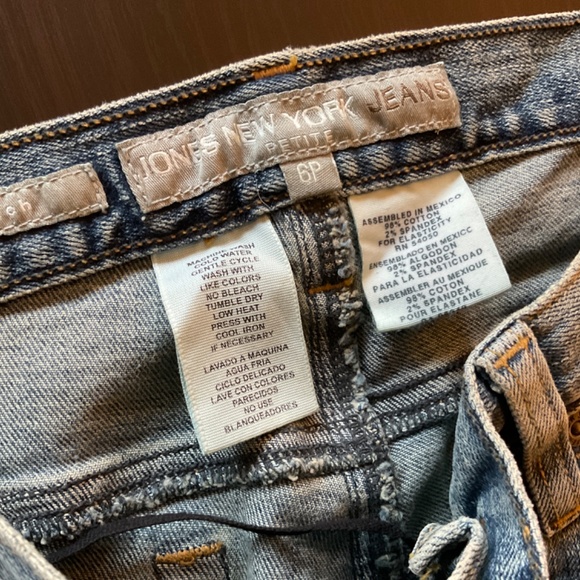 JONES NEW YORK JEANS
PETITE
6P
MACHINE WASH
COLD WATER
GENTLE CYCLE
WASH WITH
LIKE COLORS
NO BLEACH
TUMBLE DRY
LOW HEAT
PRESS WITH
COOL IRON
IF NECESSARY
LAVADO A MAQUINA
AGUA FRIA
CICLO DELICADO
LAVE CON COLORES
PARECIDOS
NO USE
BLANQUEADORES
ASSEMBLED IN MEXICO
98% COTTON
2% SPANDEX
FOR ELASTICITY
RN 54050
ENSAMBLADO EN MEXICO
98% ALGODON
2% SPANDEX
PARA LA ELASTICIDAD
ASSEMBLER AU MEXIQUE
98% COTON
2% SPANDEX
POUR ELASTANE